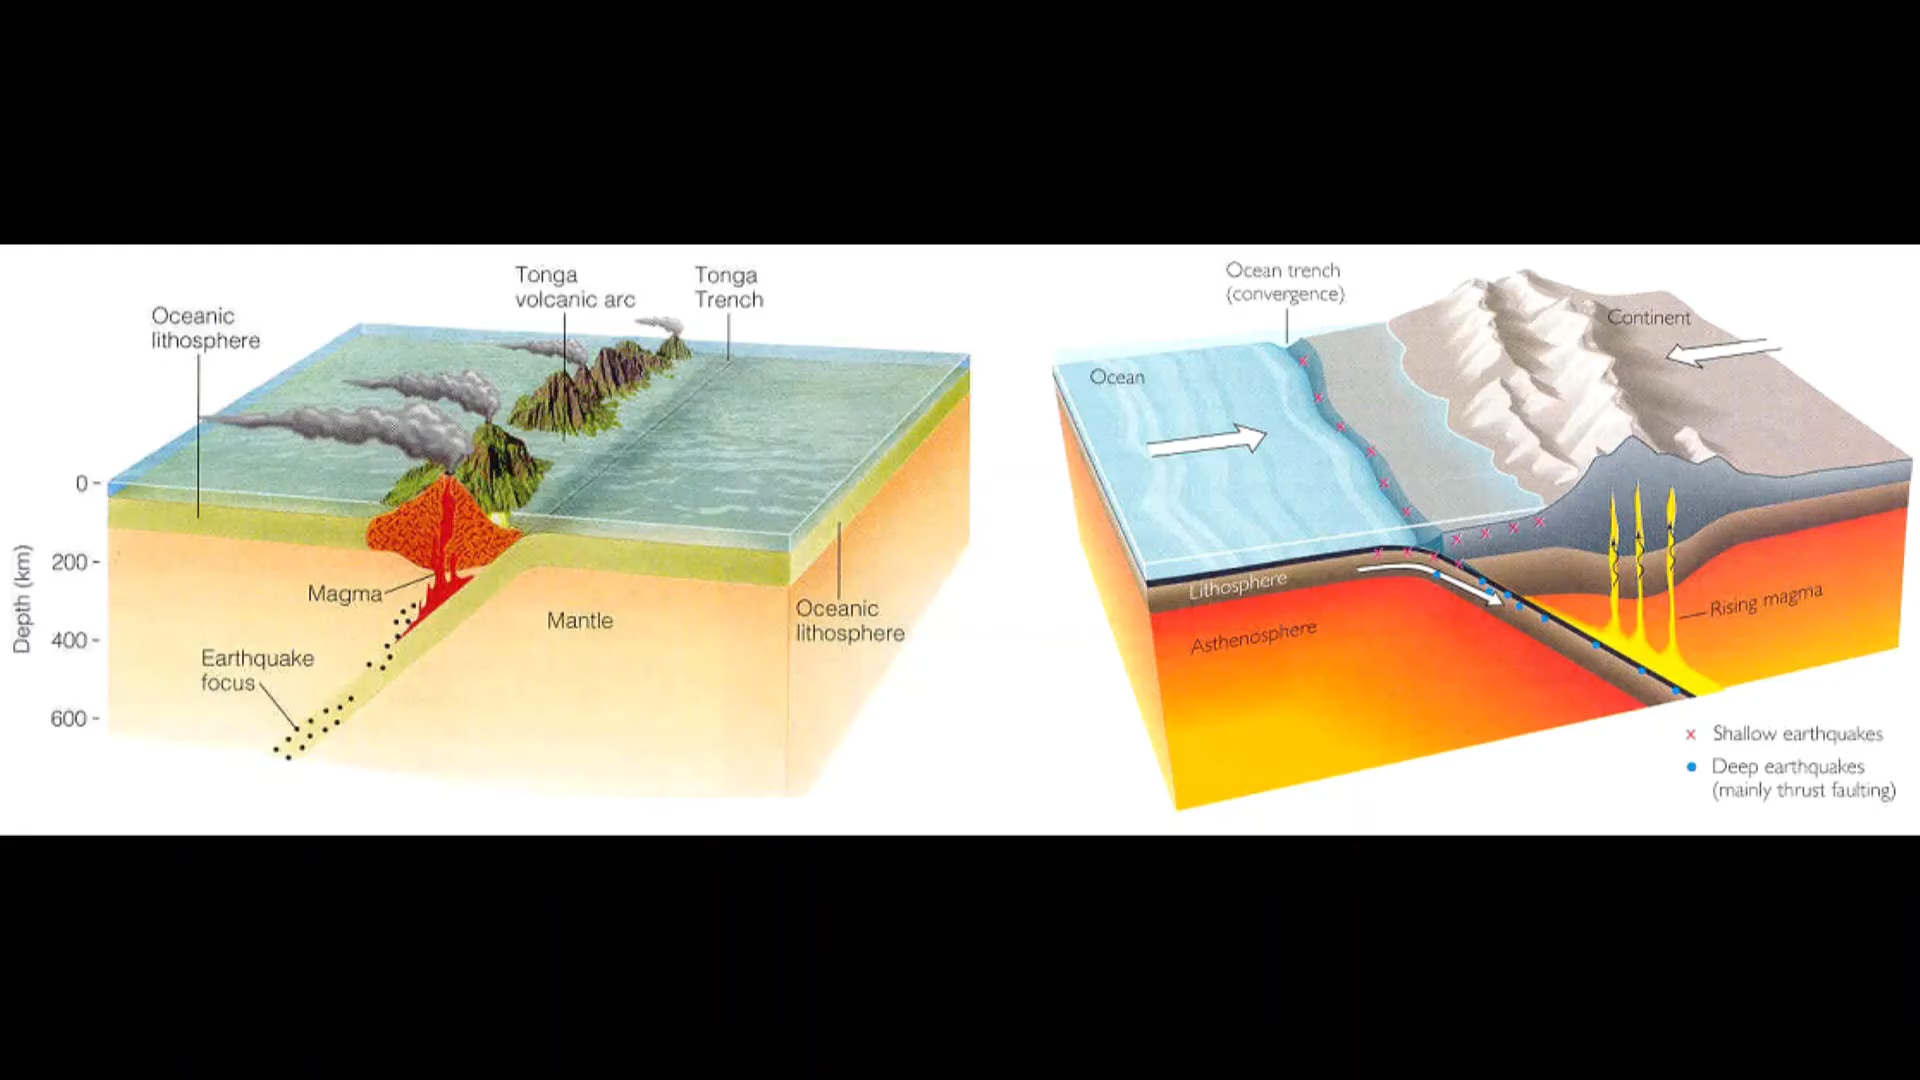 Tonga
volcanic arc
Tonga
Trench
Oceanic
lithosphere
0 -
200 -
400 -
600 -
Depth (km)
Magma
Mantle
Earthquake
focus
Oceanic
lithosphere
Ocean trench
(convergence)
Continent
Ocean
Lithosphere
Asthenosphere
Rising magma
x Shallow earthquakes
• Deep earthquakes
(mainly thrust faulting)